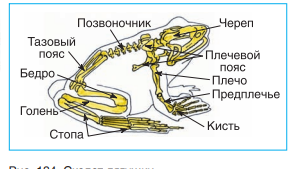 Позвоночник
Череп
Тазовый
пояс
Плечевой
пояс
Бедро
Плечо
Предплечье
Голень
Кисть
Стопа